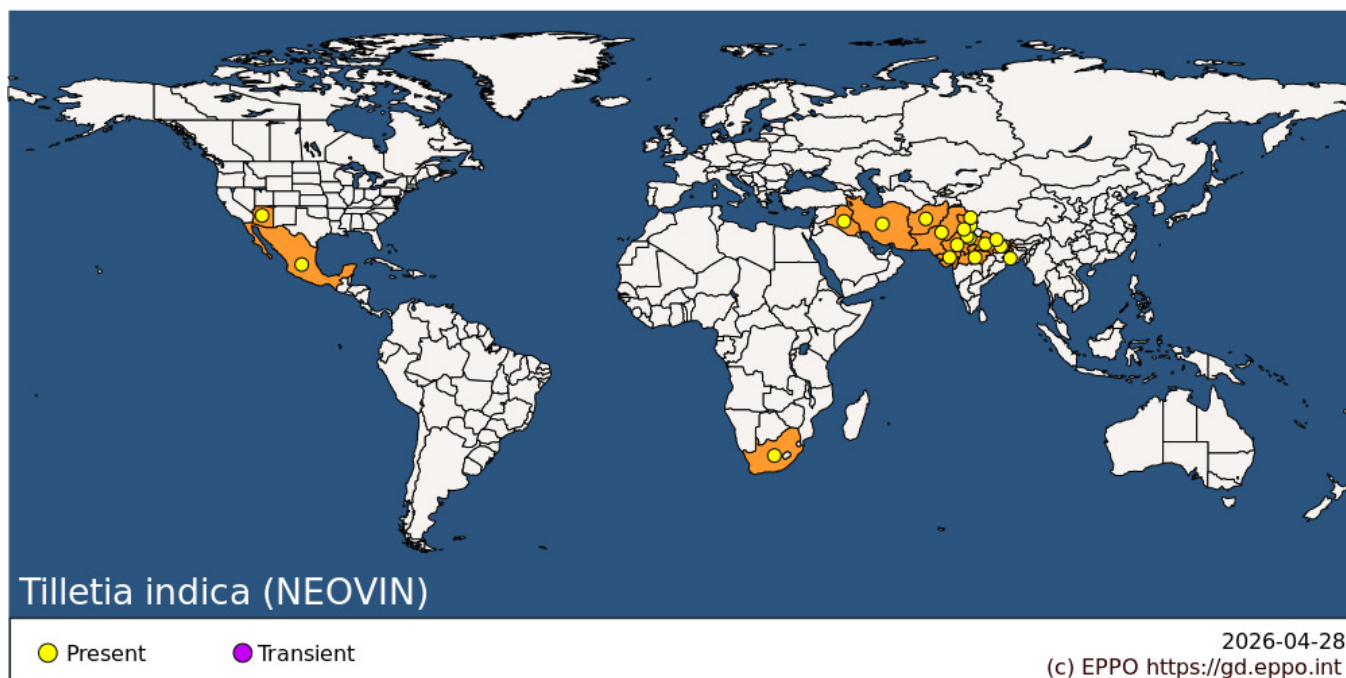 Tilletia indica (NEOVIN)
Present
Transient
2026-04-28
(c) EPPO https://gd.eppo.int